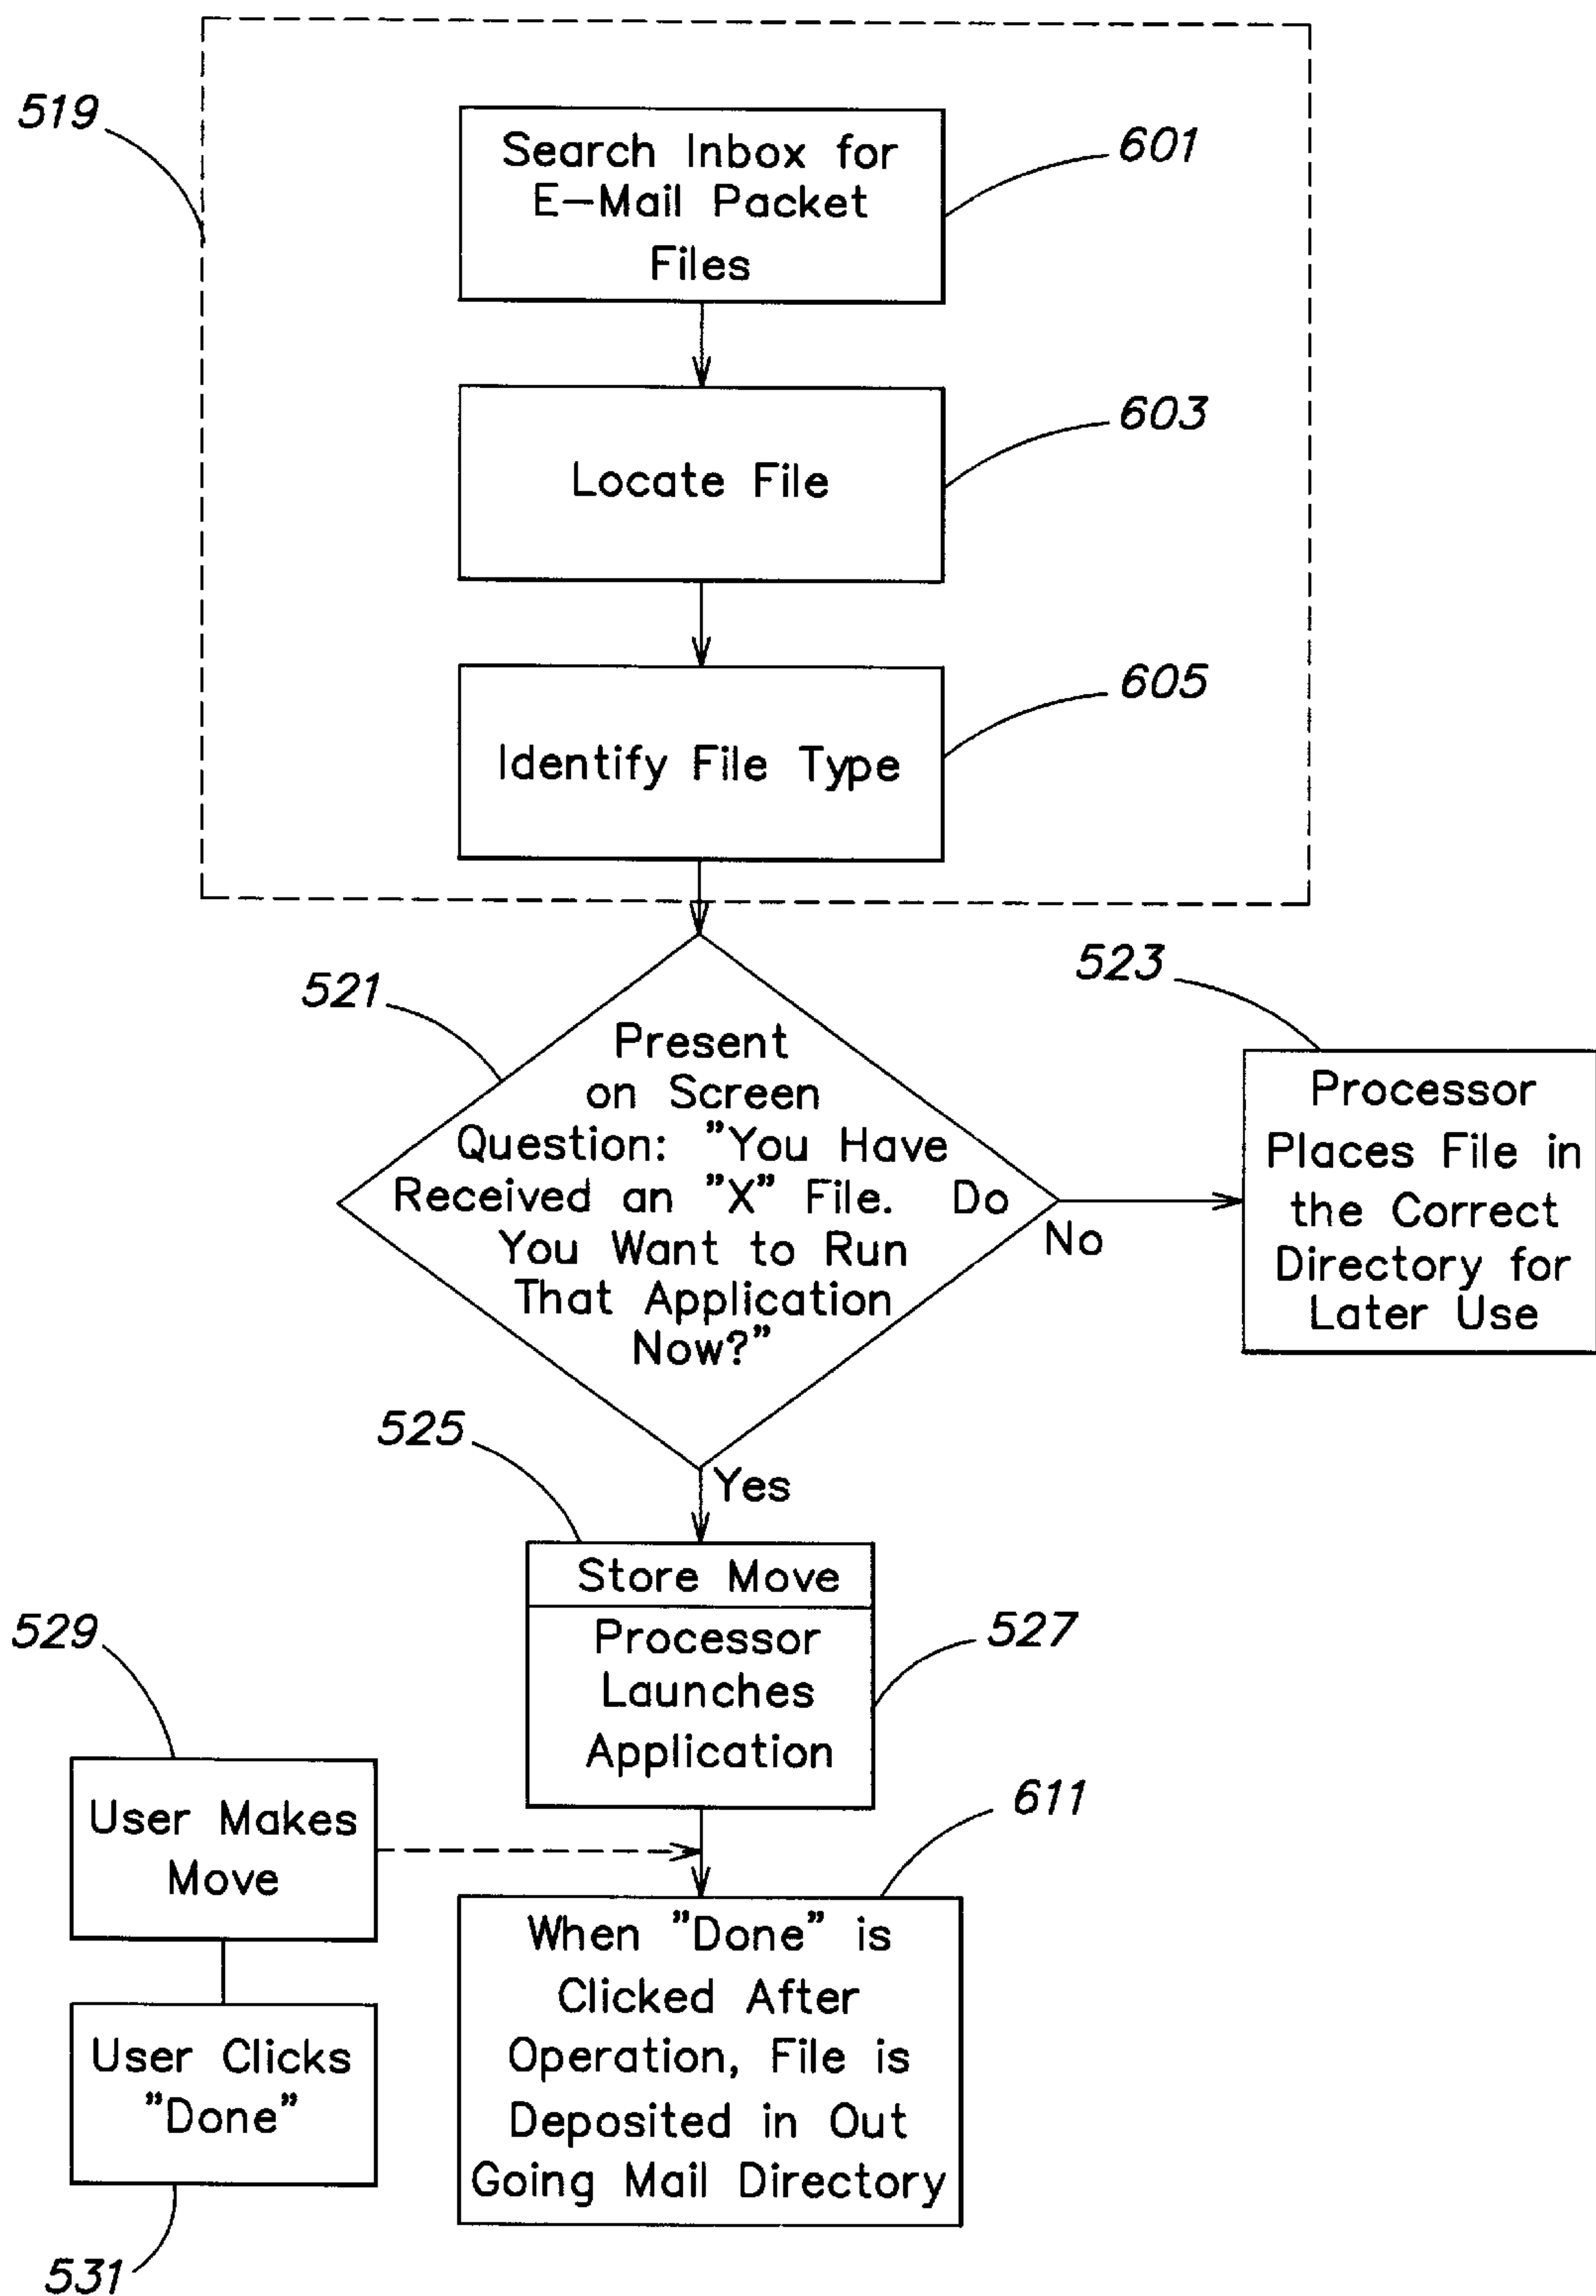 519
Search Inbox for
E-Mail Packet
Files
601
Locate File
603
Identify File Type
605
521
Present
on Screen
Question: "You Have
Received an "X" File. Do
You Want to Run
That Application
Now?"
No
523
Processor
Places File in
the Correct
Directory for
Later Use
Yes
525
Store Move
Processor
Launches
Application
527
529
User Makes
Move
User Clicks
"Done"
531
611
When "Done" is
Clicked After
Operation, File is
Deposited in Out
Going Mail Directory